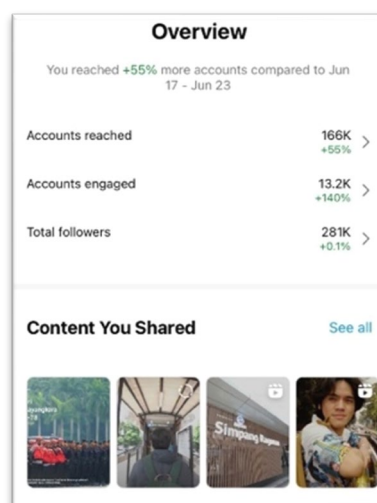 Overview
You reached +55% more accounts compared to Jun
17 - Jun 23
Accounts reached
166K
+55%
Accounts engaged
13.2K
+140%
Total followers
281K
+0.1%
Content You Shared
See all
Simpang